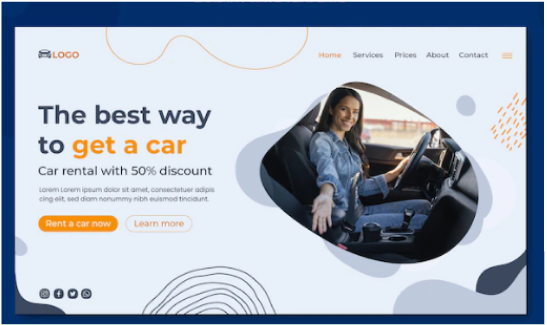 LOGO
Home Services Prices About Contact
The best way
to get a car
Car rental with 50% discount
Lorem ipsum dolor sit amet, consectetuer adipis
cing elit, sed diam nonummy nibh euismod tincidunt.
Rent a car now Learn more